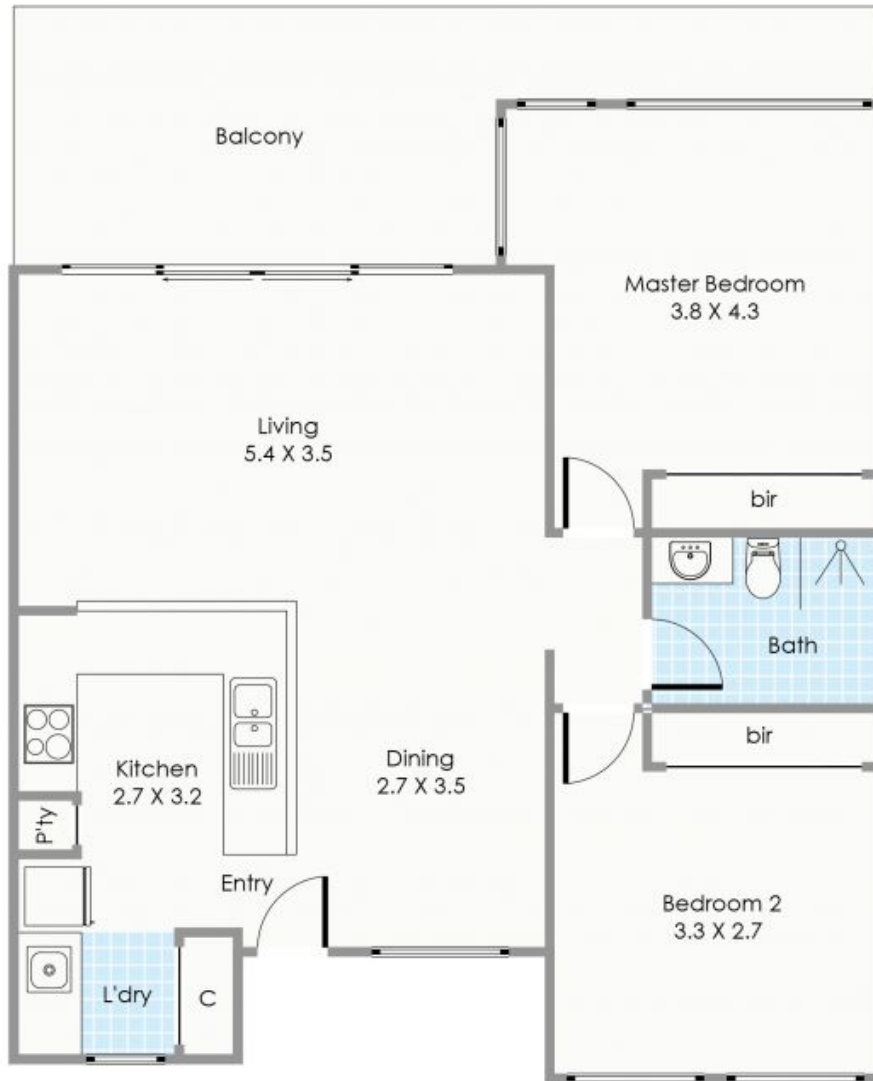 Balcony
Master Bedroom
3.8 X 4.3
Living
5.4 X 3.5
bir
Bath
bir
Dining
2.7 X 3.5
Kitchen
2.7 X 3.2
P'ty
Entry
Bedroom 2
3.3 X 2.7
L'dry
C